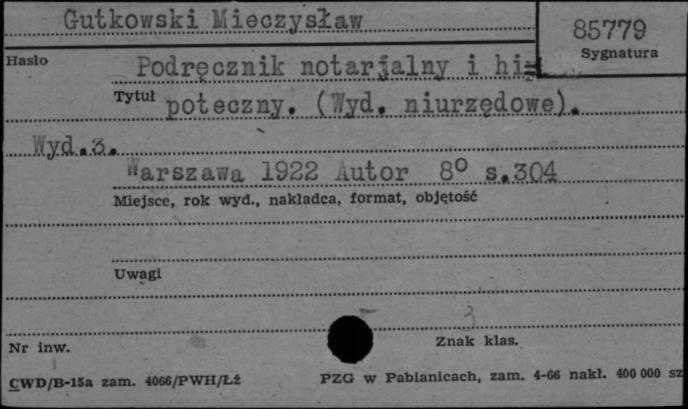 Gutkowski Mieczysław
85779
Sygnatura
Hasło
Podręcznik notarjalny i hi=
Tytuł
poteczny. (Wyd. niurzędowe).
Wyd.3.
Warszawa 1922 Autor 8° s.304
Miejsce, rok wyd., nakładca, format, objętość
Uwagi
3
Nr inw.
Znak klas.
CWD/B-15a zam. 4066/PWH/Łż
PZG w Pabianicach, zam. 4-66 nakł. 400 000 sz